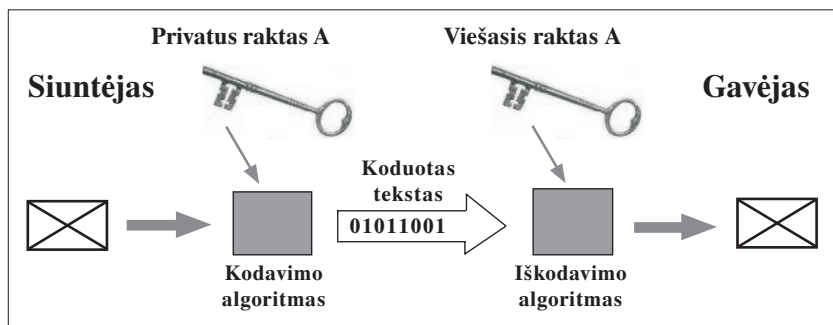 Privatus raktas A
Viešasis raktas A
Siuntėjas
Gavėjas
Koduotas
tekstas
01011001
Kodavimo
algoritmas
Iškodavimo
algoritmas